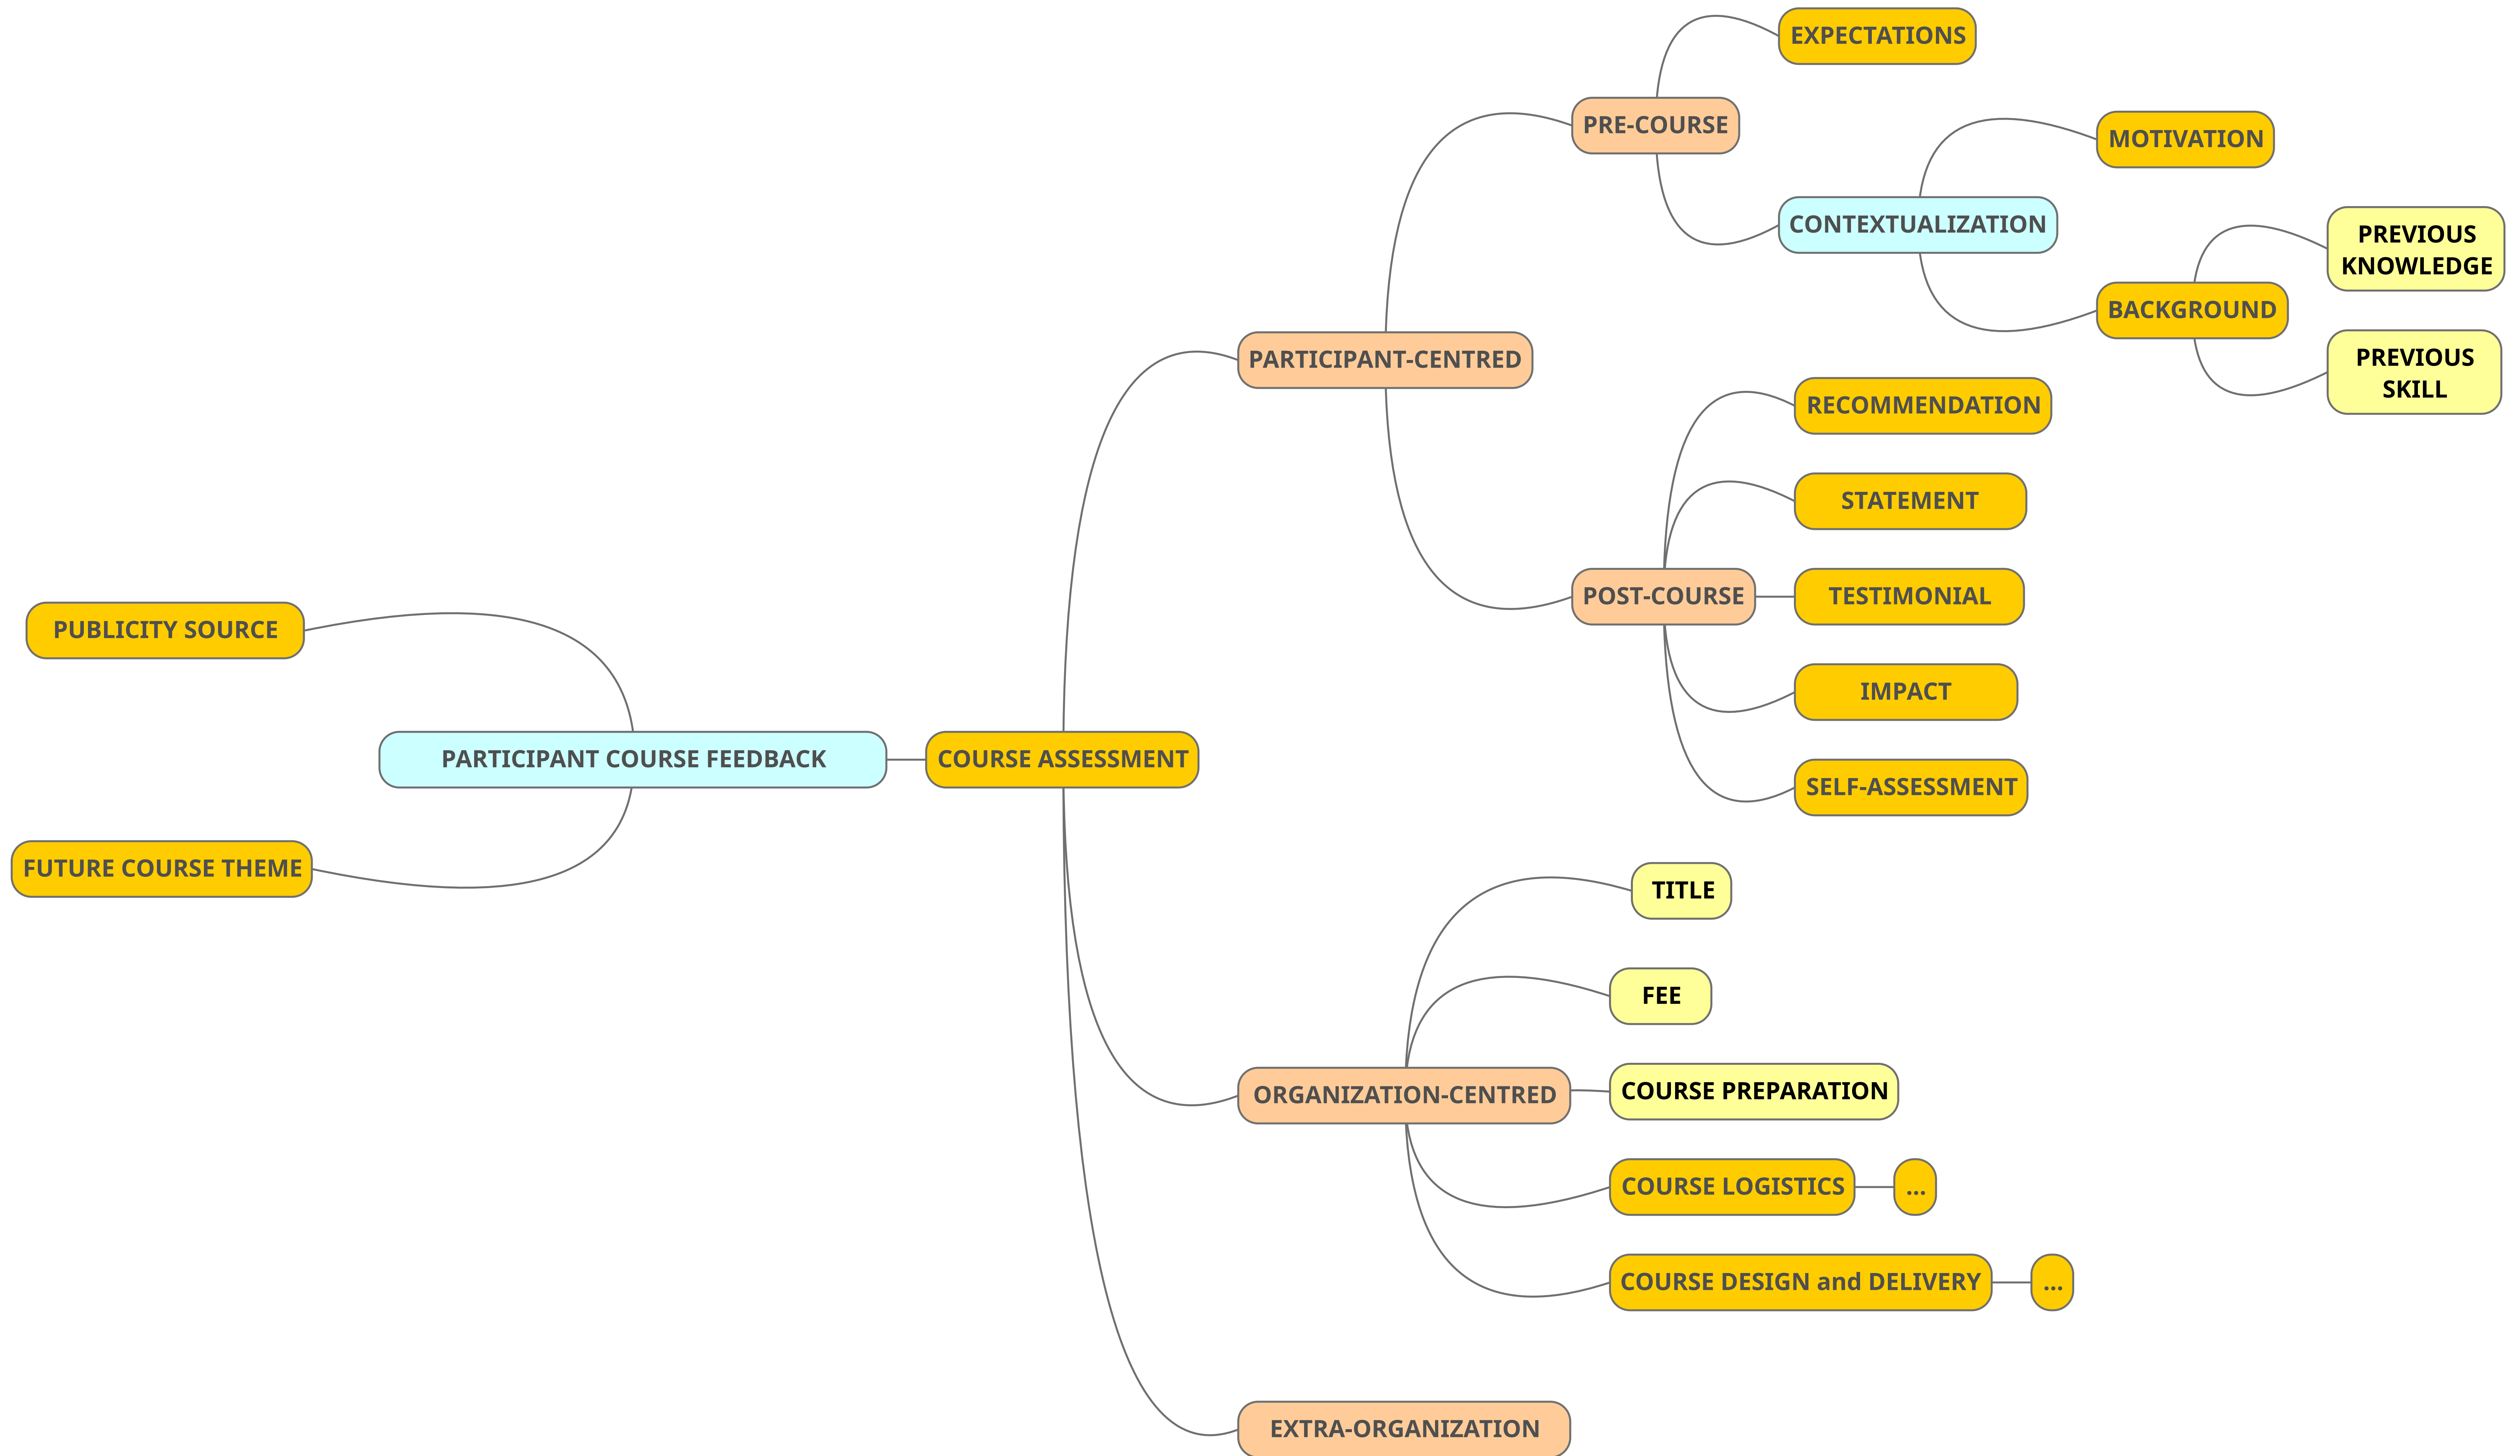 EXPECTATIONS
PRE-COURSE
MOTIVATION
CONTEXTUALIZATION
PREVIOUS
KNOWLEDGE
BACKGROUND
PREVIOUS
SKILL
PARTICIPANT-CENTRED
RECOMMENDATION
STATEMENT
POST-COURSE
TESTIMONIAL
IMPACT
SELF-ASSESSMENT
PUBLICITY SOURCE
PARTICIPANT COURSE FEEDBACK
COURSE ASSESSMENT
FUTURE COURSE THEME
TITLE
FEE
ORGANIZATION-CENTRED
COURSE PREPARATION
COURSE LOGISTICS
...
COURSE DESIGN and DELIVERY
...
EXTRA-ORGANIZATION